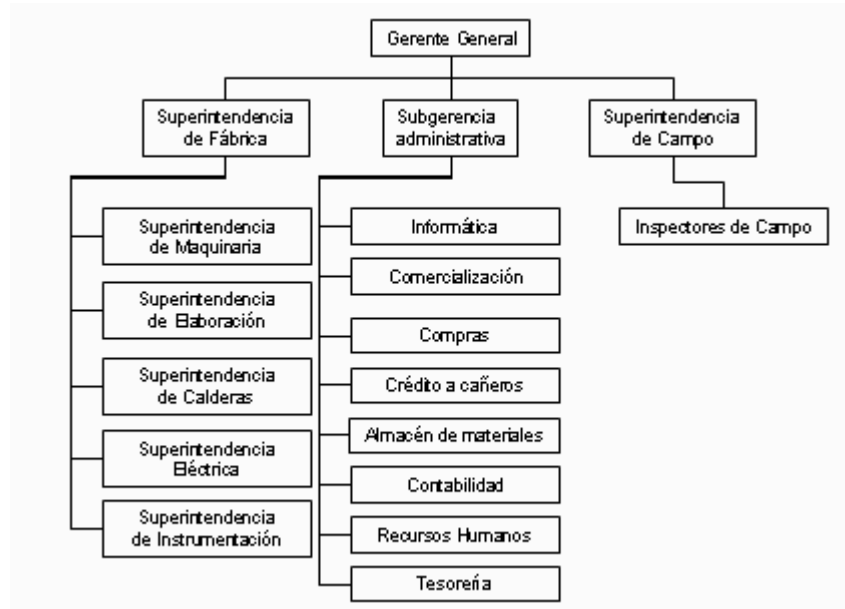 Gerente General
Superintendencia
de Fábrica
Subgerencia
administrativa
Superintendencia
de Campo
Superintendencia
de Maquinaria
Superintendencia
de Elaboración
Superintendencia
de Calderas
Superintendencia
Eléctrica
Superintendencia
de Instrumentación
Informática
Comercialización
Compras
Crédito a cañeros
Almacén de materiales
Contabilidad
Recursos Humanos
Tesorería
Inspectores de Campo